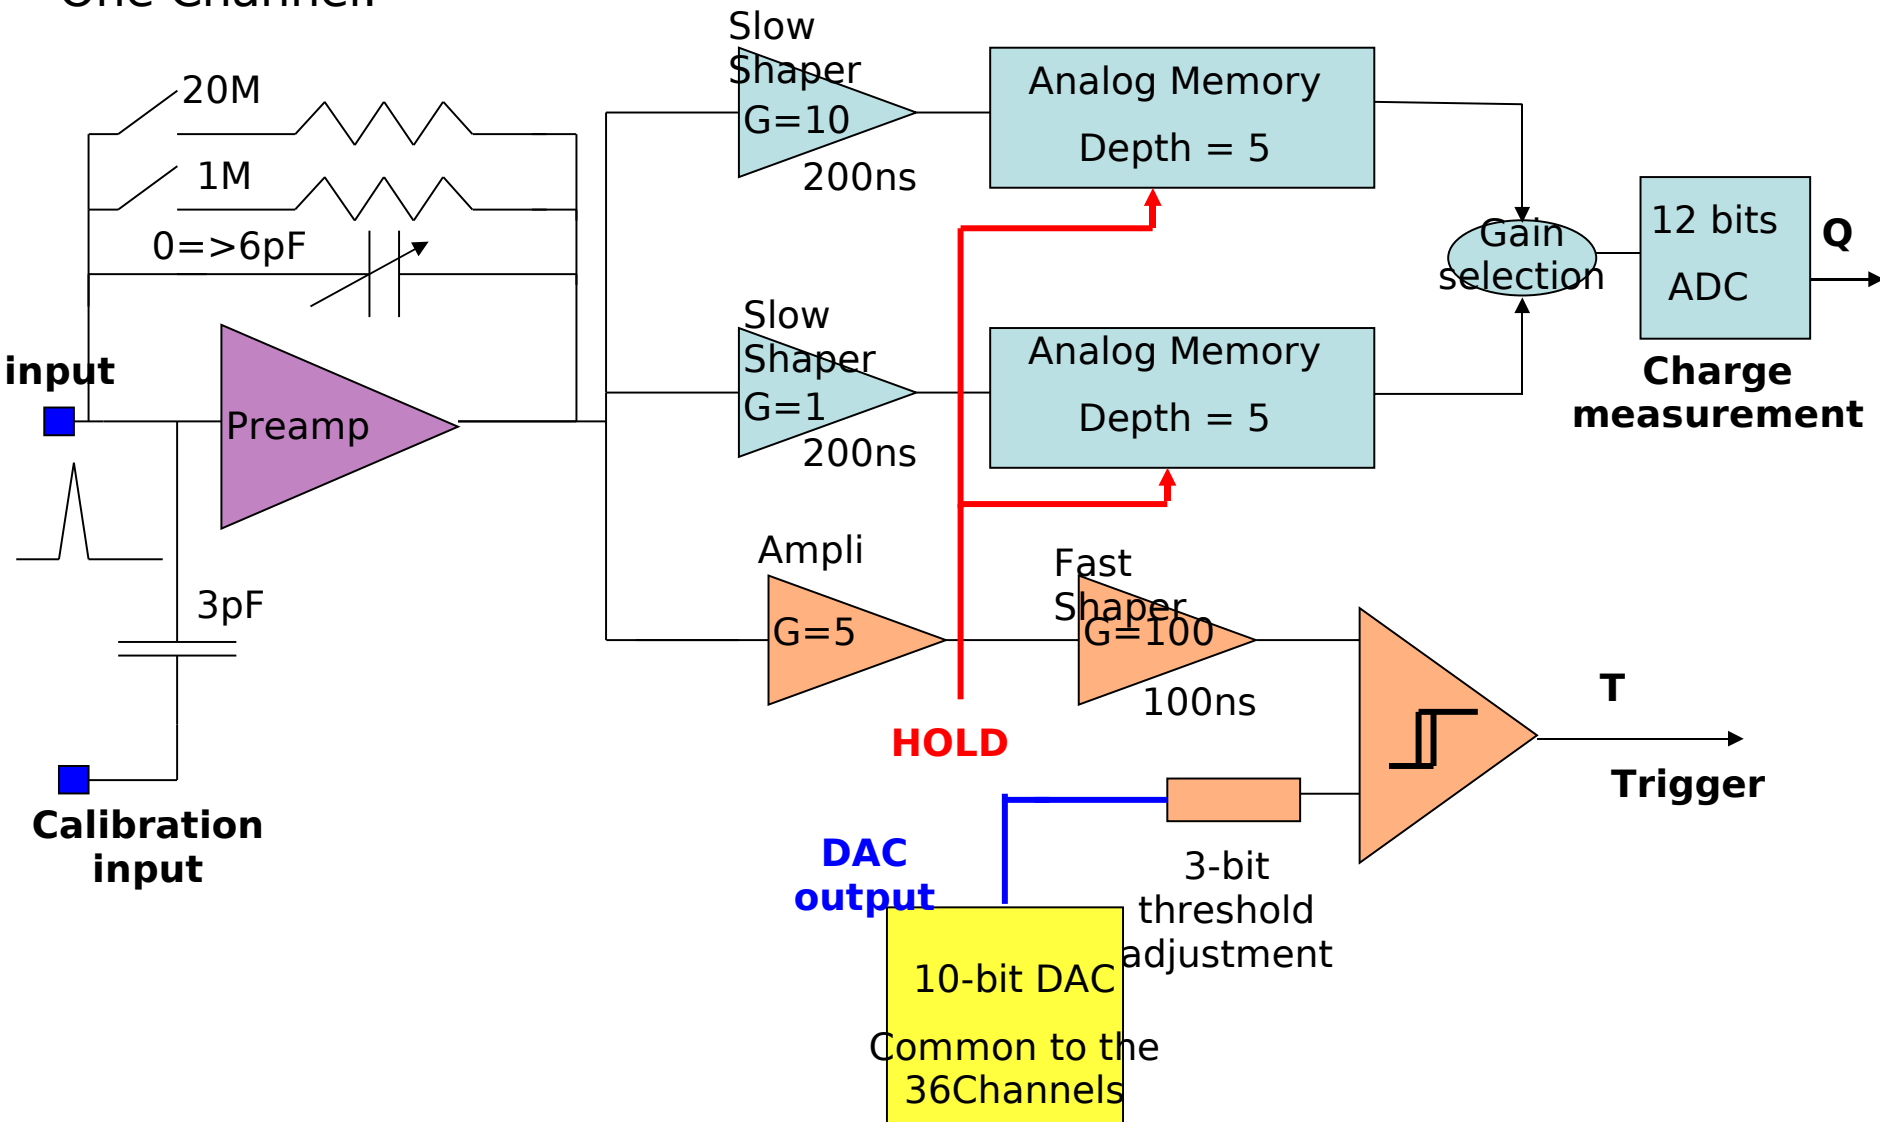 One Channel:
Slow
Shaper
G=10
200ns
Analog Memory
Depth = 5
20M
1M
0=>6pF
Gain
selection
12 bits
ADC
Q
Charge
measurement
input
Preamp
Slow
Shaper
G=1
200ns
Analog Memory
Depth = 5
3pF
Calibration
input
Ampli
G=5
Fast
Shaper
G=100
100ns
HOLD
T
Trigger
DAC
output
3-bit
threshold
adjustment
10-bit DAC
Common to the
36Channels